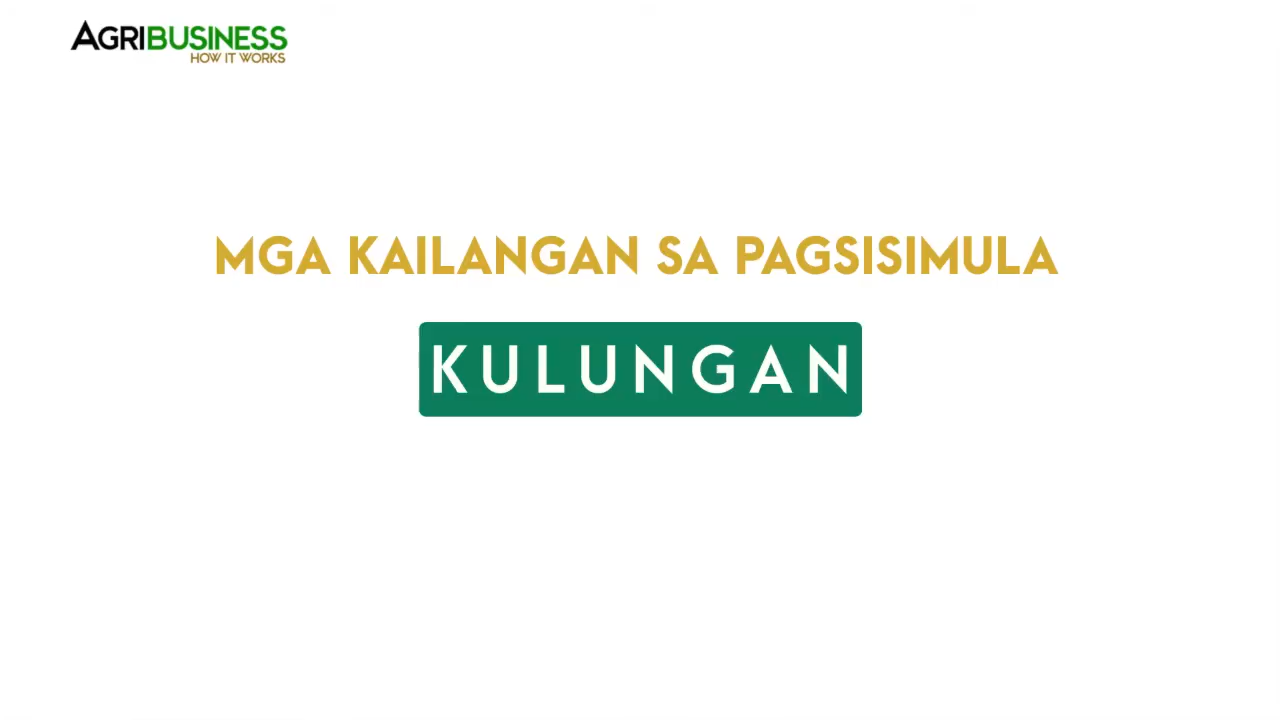 AGRIBUSINESS
HOW IT WORKS
MGA KAILANGAN SA PAGSISIMULA
KULUNGAN